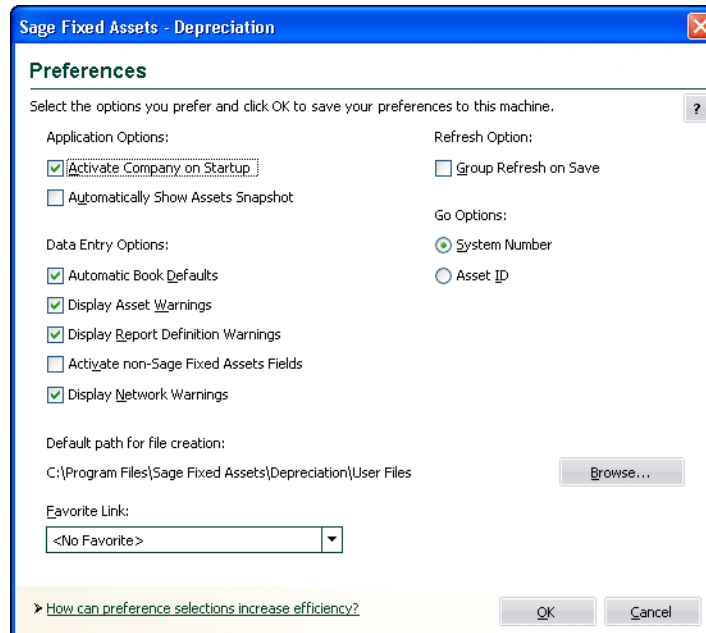 Sage Fixed Assets - Depreciation
Preferences
Select the options you prefer and click OK to save your preferences to this machine.
?
Application Options:
Activate Company on Startup
Automatically Show Assets Snapshot
Refresh Option:
Group Refresh on Save
Go Options:
System Number
Asset ID
Data Entry Options:
Automatic Book Defaults
Display Asset Warnings
Display Report Definition Warnings
Activate non-Sage Fixed Assets Fields
Display Network Warnings
Default path for file creation:
C:\Program Files\Sage Fixed Assets\Depreciation\User Files
Browse...
Favorite Link:
<No Favorite>
How can preference selections increase efficiency?
OK
Cancel